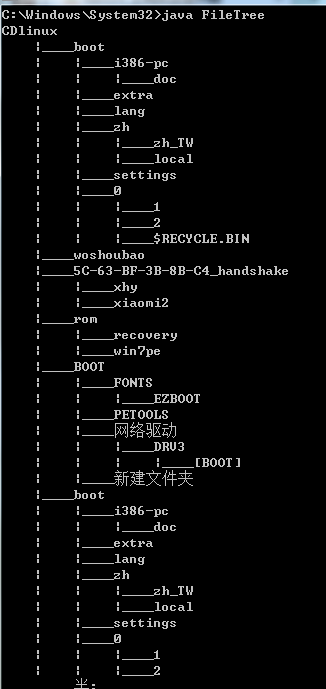 C:\Windows\System32>java FileTree
CDlinux
¦____boot
¦ ¦____i386-pc
¦ ¦ ¦____doc
¦ ¦____extra
¦ ¦____lang
¦ ¦____zh
¦ ¦ ¦____zh_TW
¦ ¦ ¦____local
¦ ¦____settings
¦ ¦____0
¦ ¦ ¦____1
¦ ¦ ¦____2
¦ ¦ ¦____$RECYCLE.BIN
¦____woshoubao
¦____5C-63-BF-3B-8B-C4_handshake
¦ ¦____xhy
¦ ¦____xiaomi2
¦____rom
¦ ¦____recovery
¦ ¦____win7pe
¦____BOOT
¦ ¦____FONTS
¦ ¦ ¦____EZBOOT
¦ ¦____PETOOLS
¦ ¦____网络驱动
¦ ¦ ¦____DRV3
¦ ¦ ¦ ¦____[BOOT]
¦ ¦____新建文件夹
¦____boot
¦ ¦____i386-pc
¦ ¦ ¦____doc
¦ ¦____extra
¦ ¦____lang
¦ ¦____zh
¦ ¦ ¦____zh_TW
¦ ¦ ¦____local
¦ ¦____settings
¦ ¦____0
¦ ¦ ¦____1
¦ ¦ ¦____2
半: